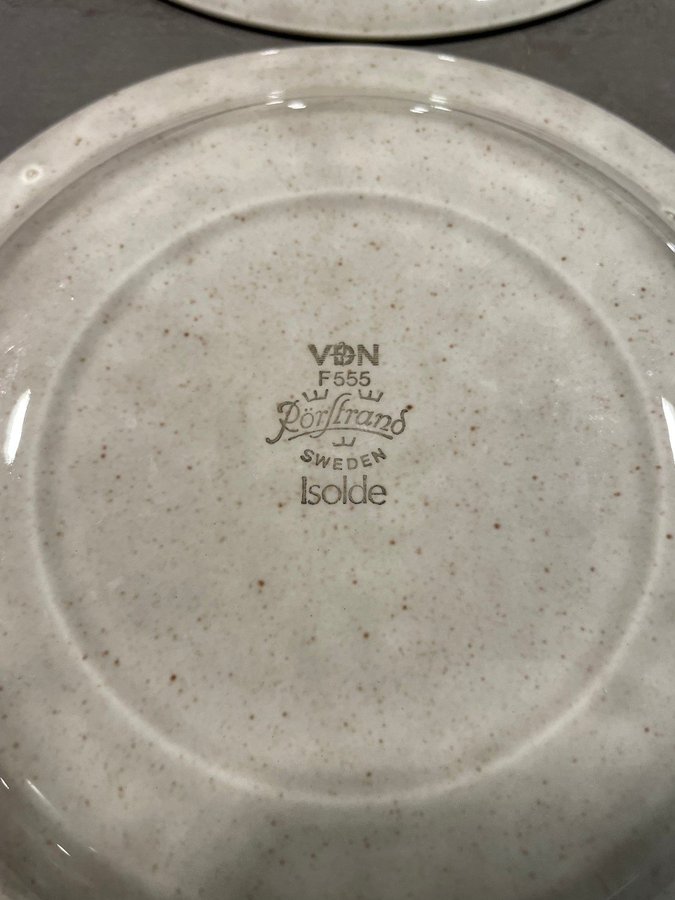 VDN
F555
Rörstrand
SWEDEN
Isolde